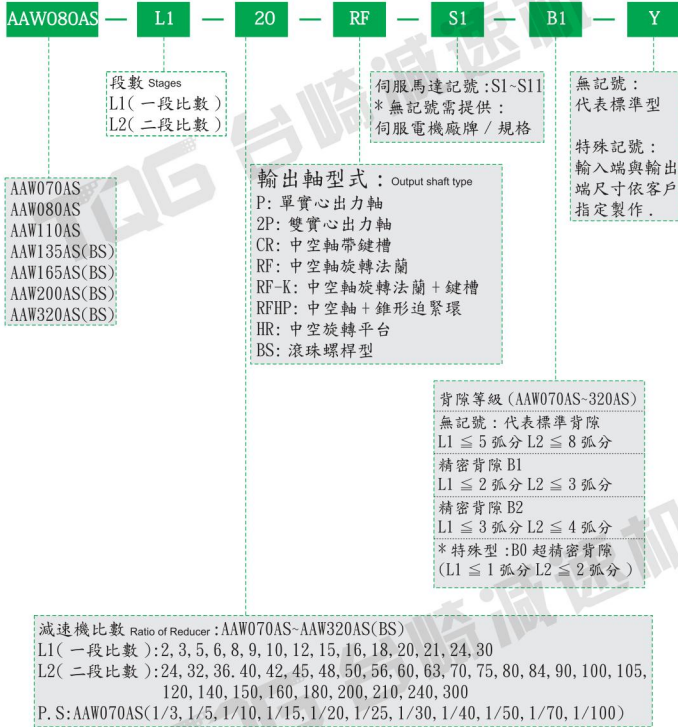 AAW080AS — L1 — 20 — RF — S1 — B1 — Y
段數 Stages
L1(一段比數)
L2(二段比數)
伺服馬達記號:S1~S11
*無記號需提供:
伺服電機廠牌/規格
無記號:
代表標準型
特殊記號:
輸入端與輸出
端尺寸依客戶
指定製作.
AAW070AS
AAW080AS
AAW110AS
AAW135AS(BS)
AAW165AS(BS)
AAW200AS(BS)
AAW320AS(BS)
輸出軸型式:Output shaft type
P:單實心出力軸
2P:雙實心出力軸
CR:中空軸帶鍵槽
RF:中空軸旋轉法蘭
RF-K:中空軸旋轉法蘭+鍵槽
RFHP:中空軸+錐形迫緊環
HR:中空旋轉平台
BS:滾珠螺桿型
背隙等級(AAW070AS~320AS)
無記號:代表標準背隙
L1≦5弧分L2≦8弧分
精密背隙B1
L1≦2弧分L2≦3弧分
精密背隙B2
L1≦3弧分L2≦4弧分
*特殊型:B0超精密背隙
(L1≦1弧分L2≦2弧分)
減速機比數 Ratio of Reducer:AAW070AS~AAW320AS(BS)
L1(一段比數):2,3,5,6,8,9,10,12,15,16,18,20,21,24,30
L2(二段比數):24,32,36.40,42,45,48,50,56,60,63,70,75,80,84,90,100,105,
120,140,150,160,180,200,210,240,300
P.S:AAW070AS(1/3,1/5,1/10,1/15,1/20,1/25,1/30,1/40,1/50,1/70,1/100)
TQG 台崎減速机